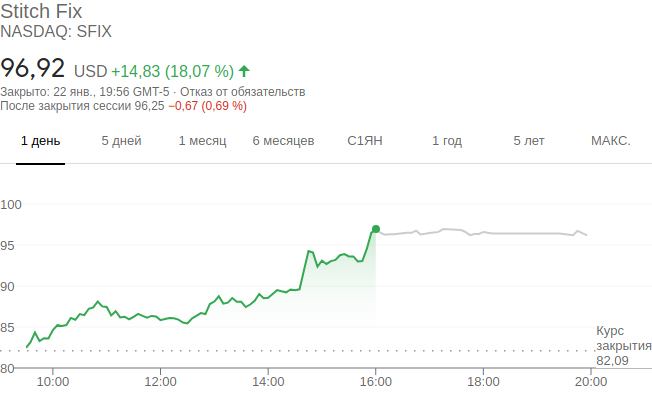 Stitch Fix
NASDAQ: SFIX
96,92 USD +14,83 (18,07 %)
Закрыто: 22 янв., 19:56 GMT-5 · Отказ от обязательств
После закрытия сессии 96,25 −0,67 (0,69 %)
1 день 5 дней 1 месяц 6 месяцев С1ЯН 1 год 5 лет МАКС.
100
95
90
85
80
Курс
закрытия
82,09
10:00 12:00 14:00 16:00 18:00 20:00